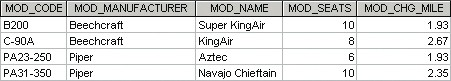 MOD_CODE MOD_MANUFACTURER MOD_NAME MOD_SEATS MOD_CHG_MILE
B200 Beechcraft Super KingAir 10 1.93
C-90A Beechcraft KingAir 8 2.67
PA23-250 Piper Aztec 6 1.93
PA31-350 Piper Navajo Chieftain 10 2.35